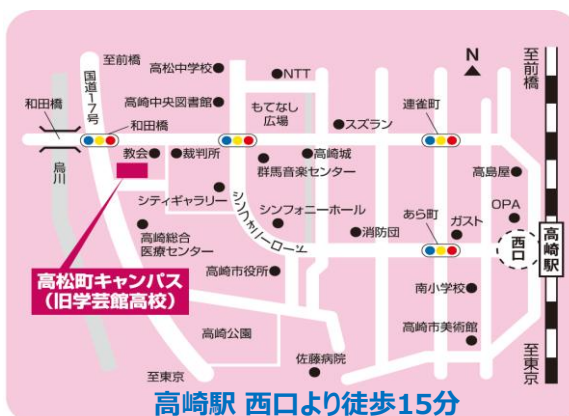 至前橋
高松中学校
NTT
N
至前橋
国道17号
高崎中央図書館
もてなし
広場
連雀町
スズラン
和田橋
和田橋
教会
裁判所
高崎城
群馬音楽センター
高島屋
烏川
シティギャラリー
シンフォニーホール
シンフォニーロード
あら町
OPA
高崎総合
医療センター
消防団
ガスト
西口
高崎駅
高松町キャンパス
(旧学芸館高校)
高崎市役所
南小学校
高崎公園
高崎市美術館
佐藤病院
至東京
至東京
高崎駅 西口より徒歩15分